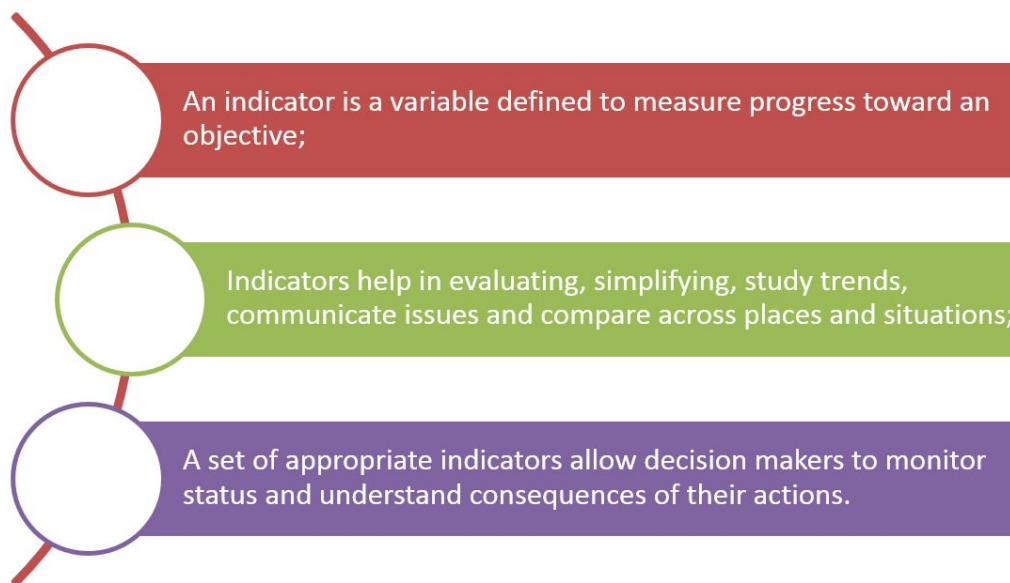 An indicator is a variable defined to measure progress toward an
objective;
Indicators help in evaluating, simplifying, study trends,
communicate issues and compare across places and situations;
A set of appropriate indicators allow decision makers to monitor
status and understand consequences of their actions.